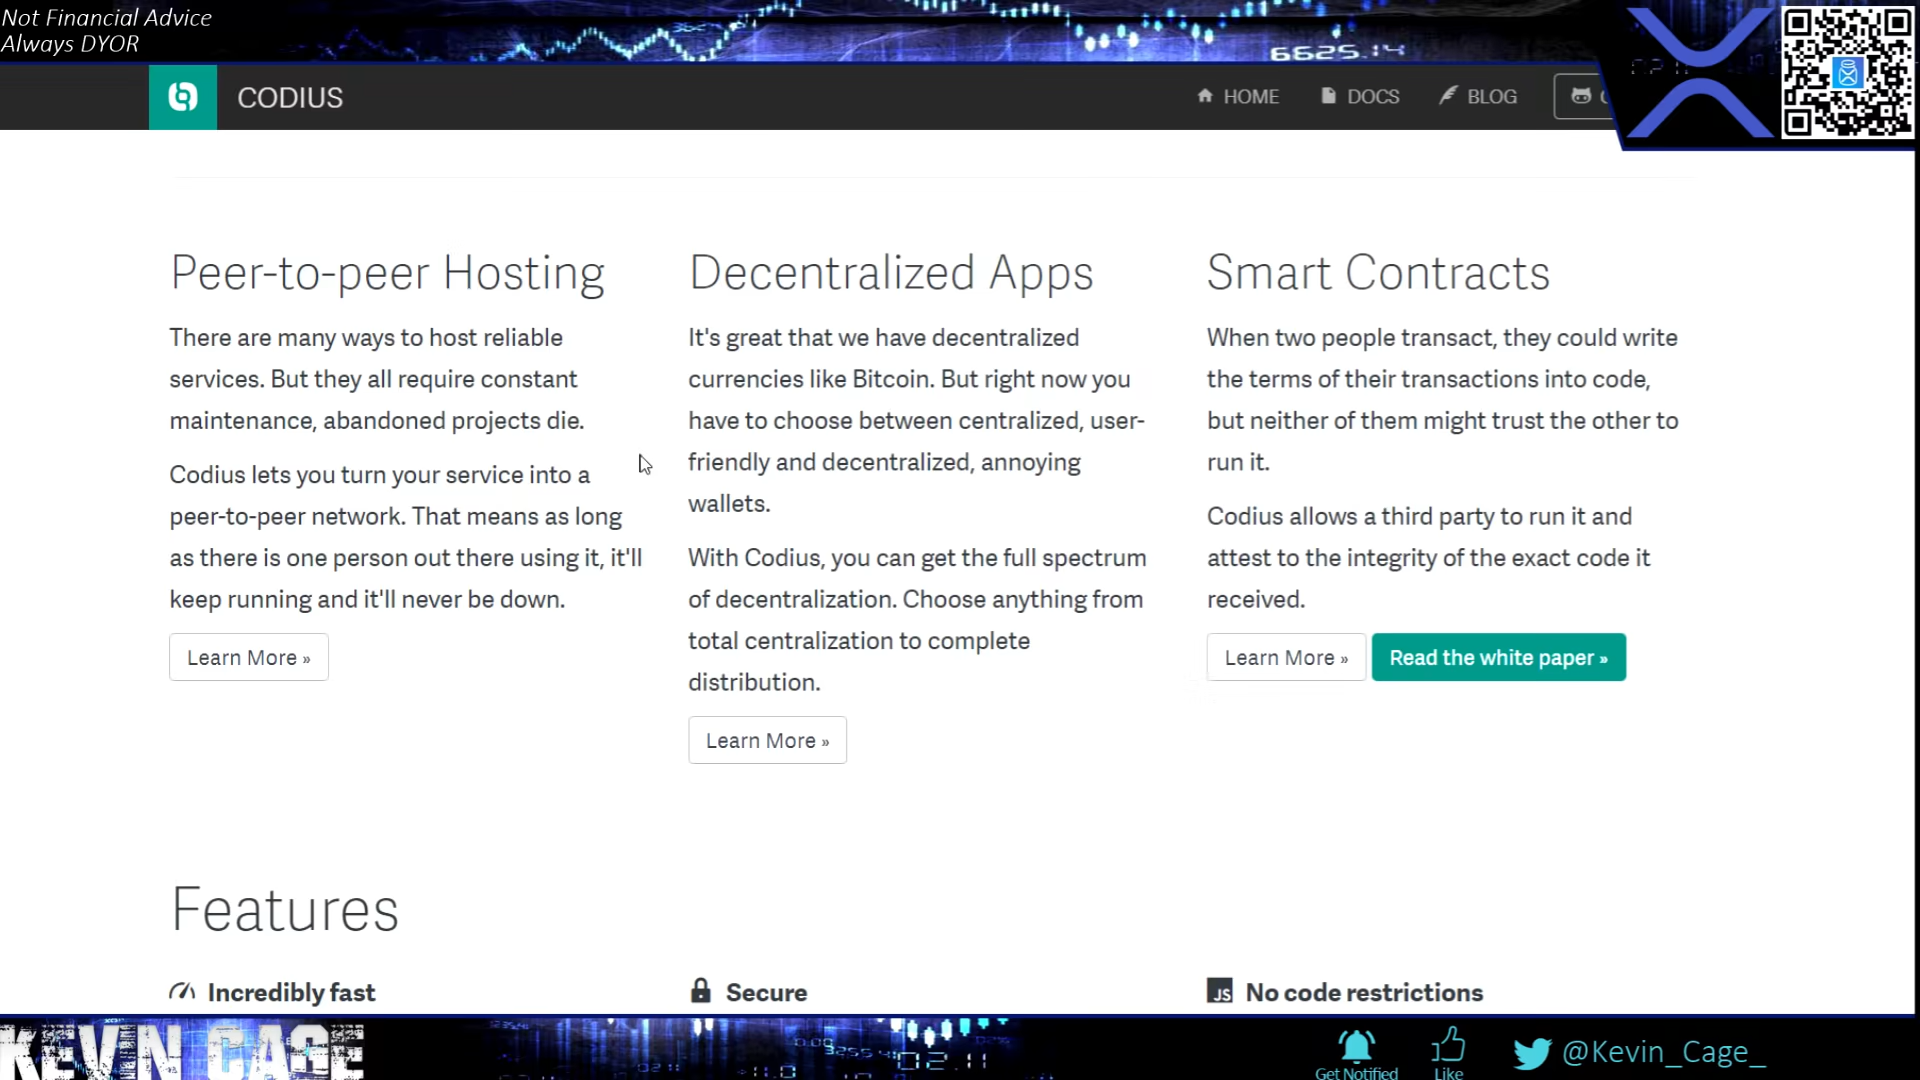 Not Financial Advice
Always DYOR
6625.14
CODIUS
HOME
DOCS
BLOG
Peer-to-peer Hosting
There are many ways to host reliable
services. But they all require constant
maintenance, abandoned projects die.
Codius lets you turn your service into a
peer-to-peer network. That means as long
as there is one person out there using it, it'll
keep running and it'll never be down.
Learn More »
Decentralized Apps
It's great that we have decentralized
currencies like Bitcoin. But right now you
have to choose between centralized, user-
friendly and decentralized, annoying
wallets.
With Codius, you can get the full spectrum
of decentralization. Choose anything from
total centralization to complete
distribution.
Learn More »
Smart Contracts
When two people transact, they could write
the terms of their transactions into code,
but neither of them might trust the other to
run it.
Codius allows a third party to run it and
attest to the integrity of the exact code it
received.
Learn More »
Read the white paper »
Features
Incredibly fast
Secure
JS
No code restrictions
KEVIN CAGE
02.11
Get Notified
Like
@Kevin_Cage_